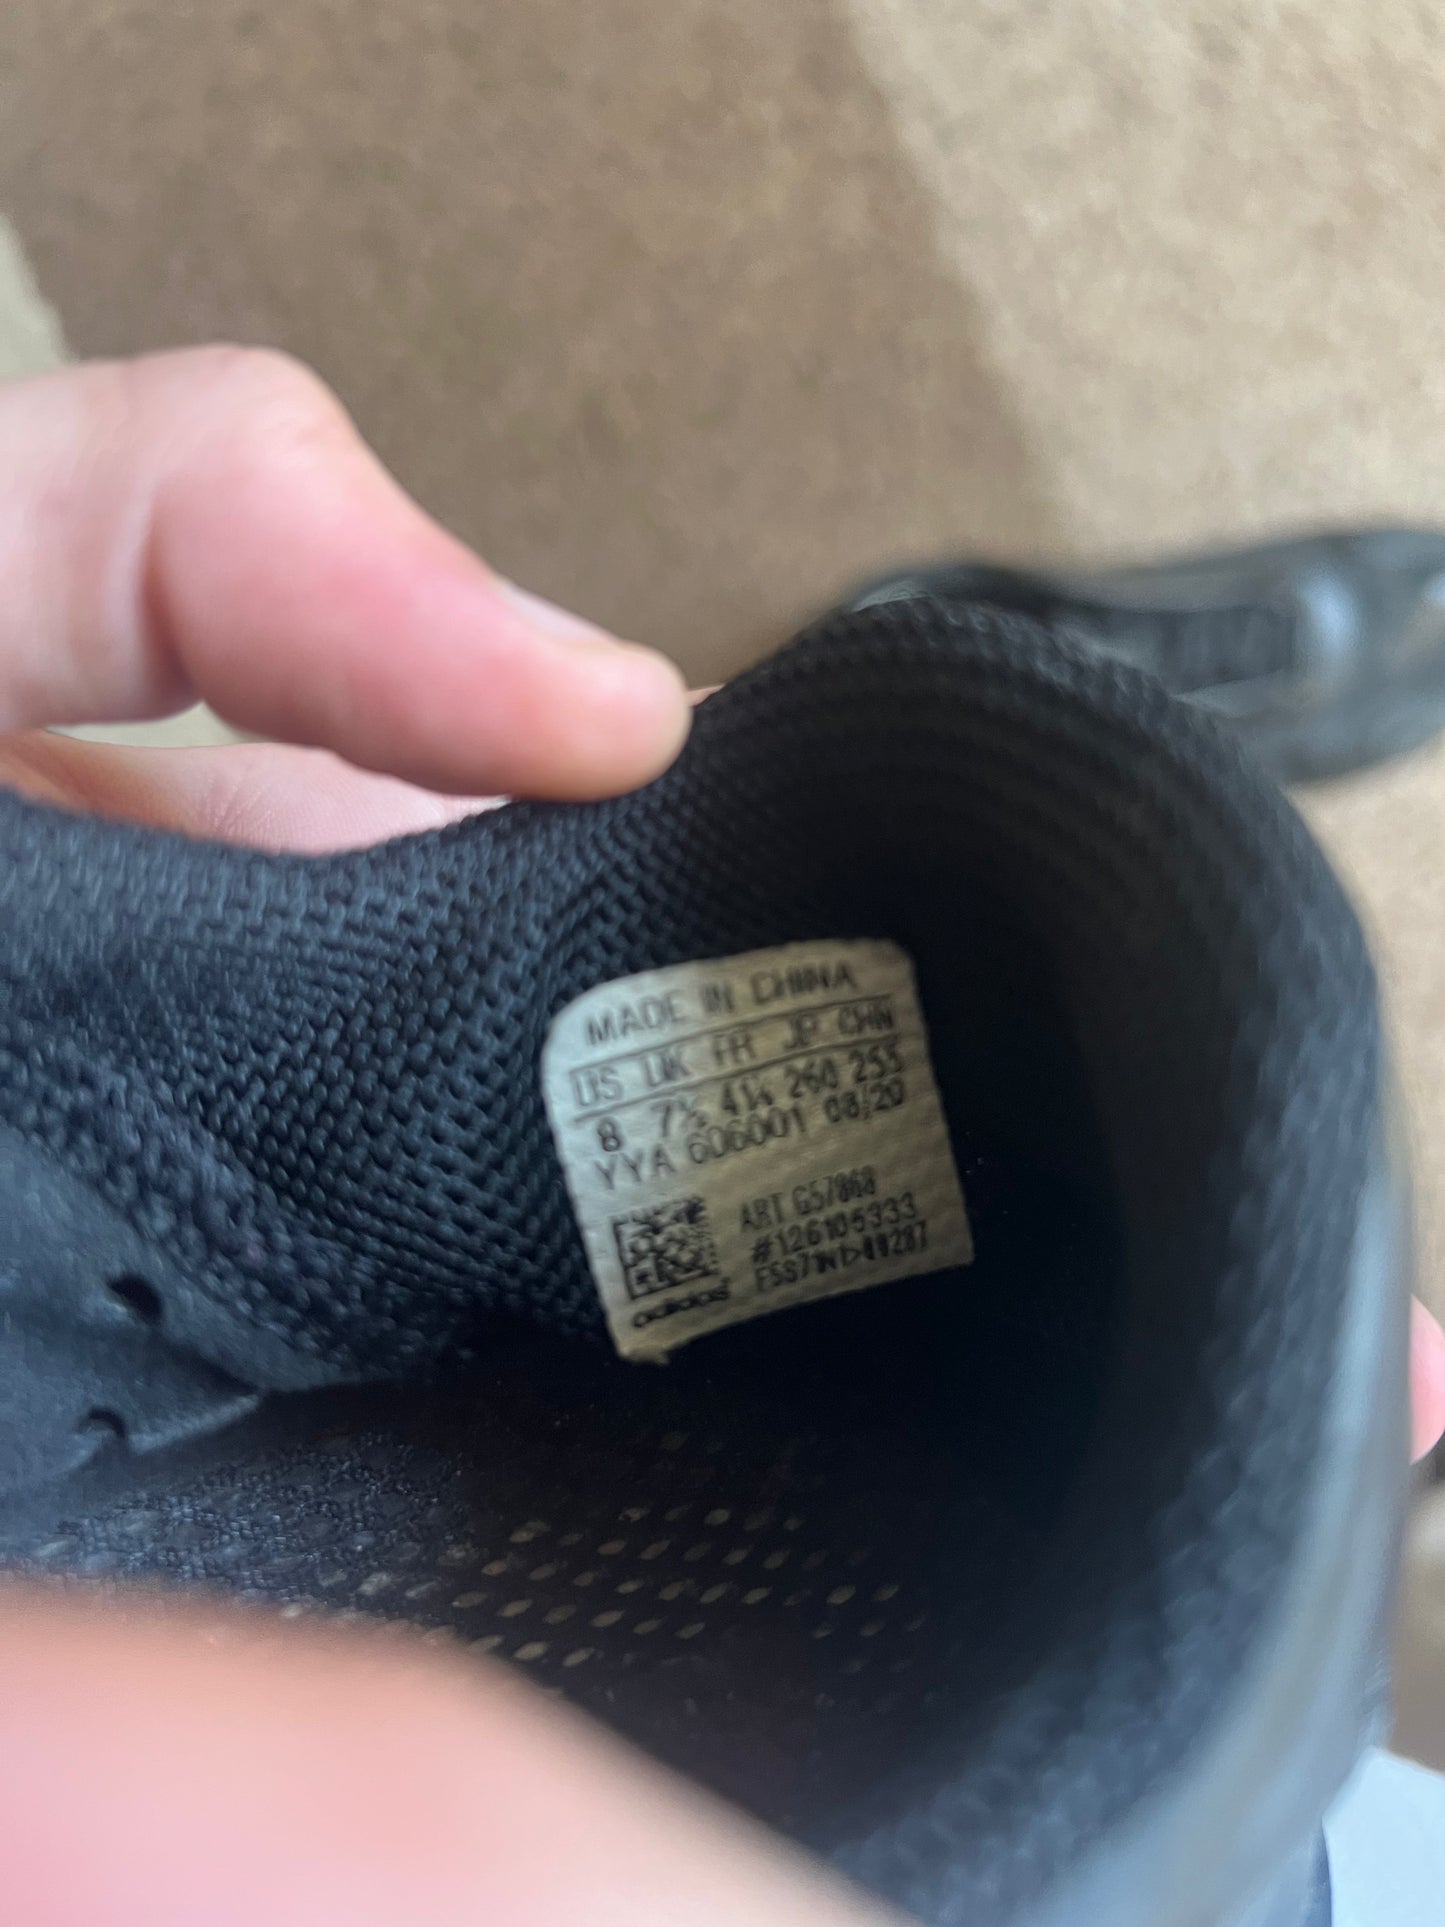 MADE IN CHINA
US UK FR JP CHN
8 7½ 41⅓ 260 255
YYA 606001 08/20
ART G57868
#126105333
adidas